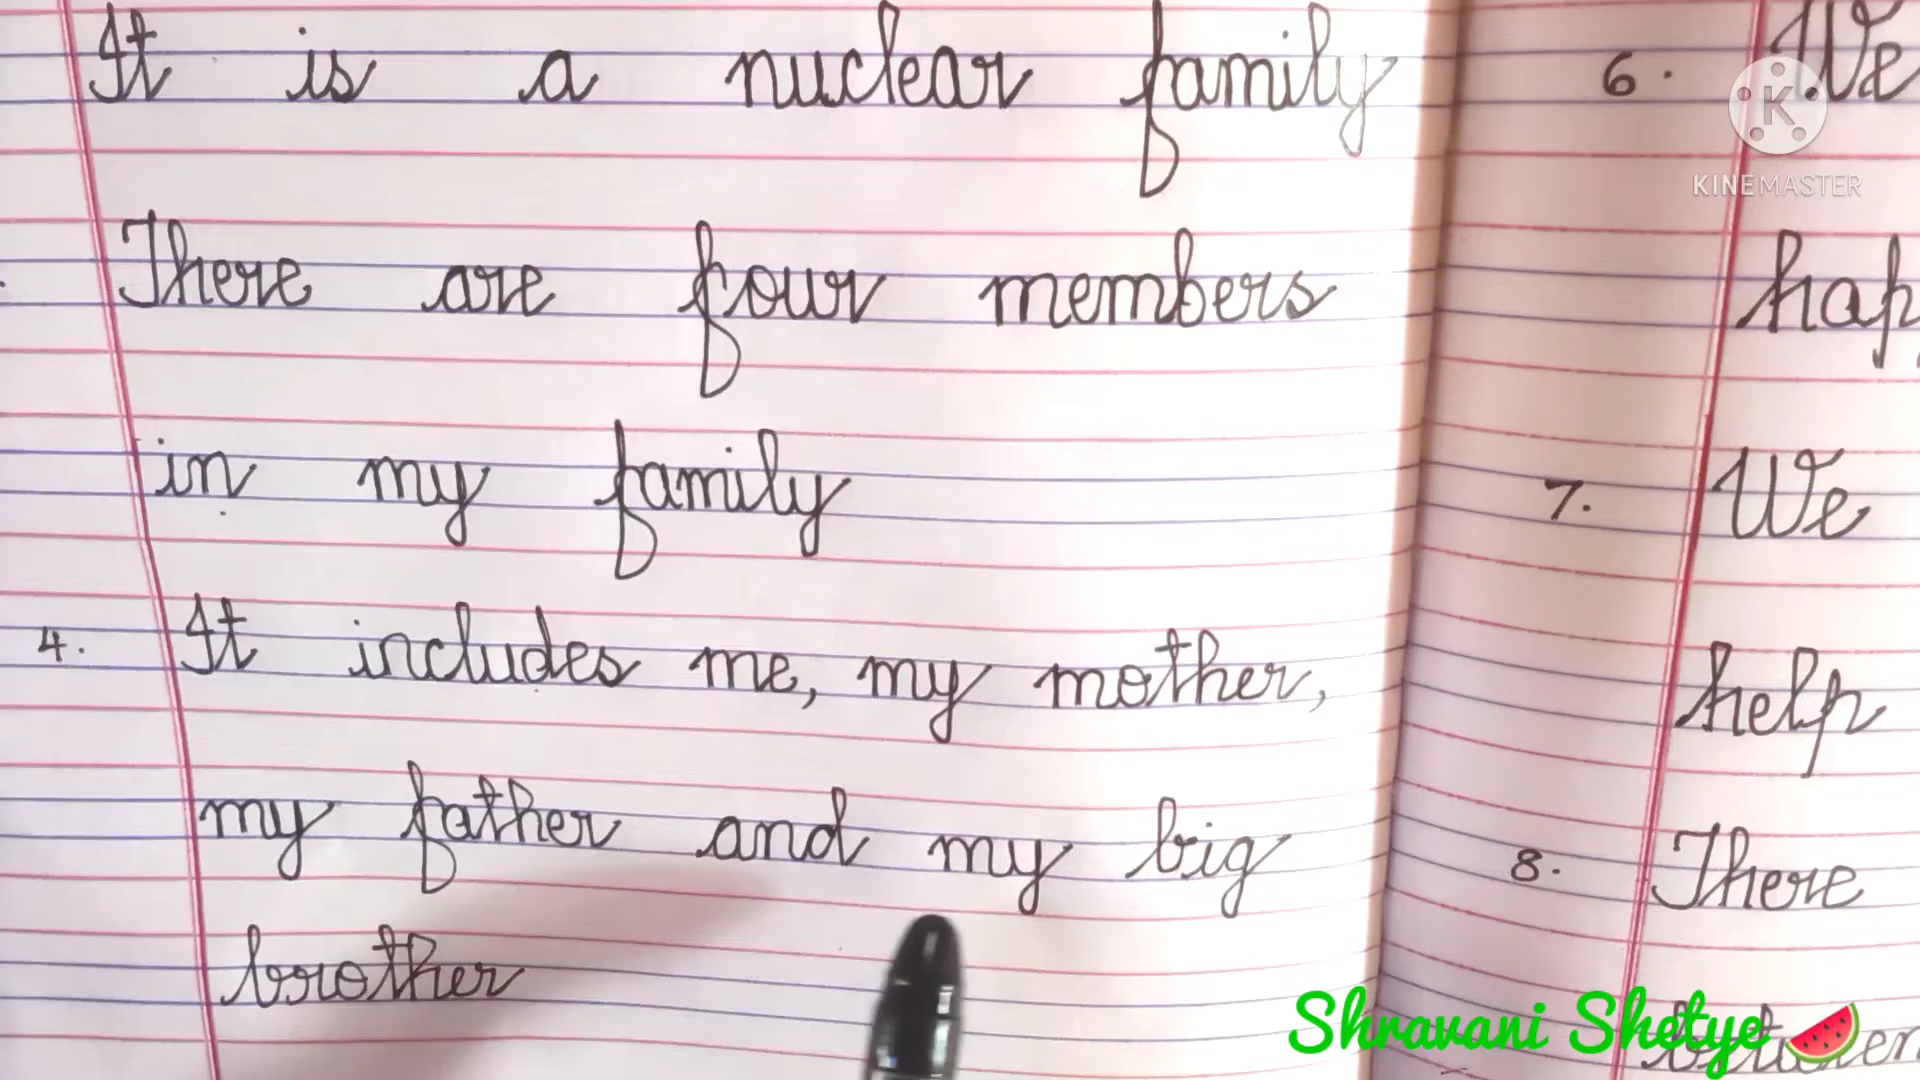 It is a nuclear family
There are four members
in my family
4. It includes me, my mother,
my father and my big
brother
6. We
7. We
help
8. There
KINEMASTER
Shravani Shetye